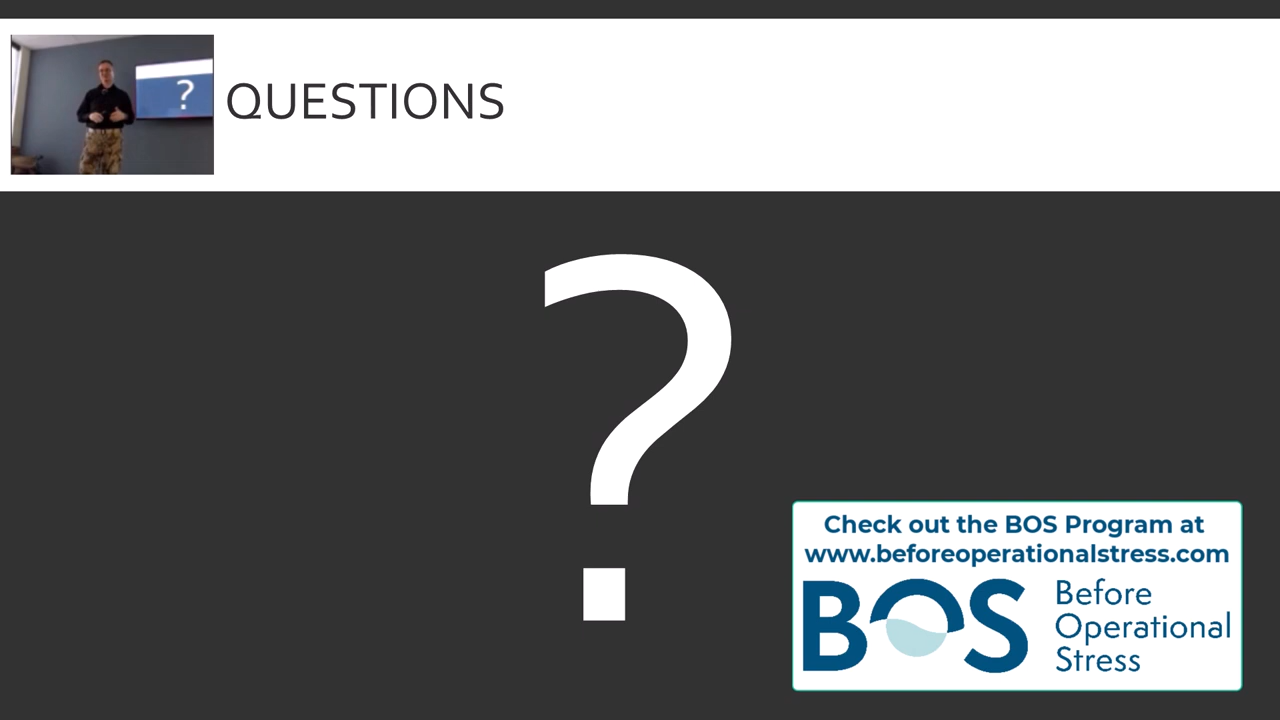 ?
QUESTIONS
?
Check out the BOS Program at
www.beforeoperationalstress.com
BOS
Before
Operational
Stress